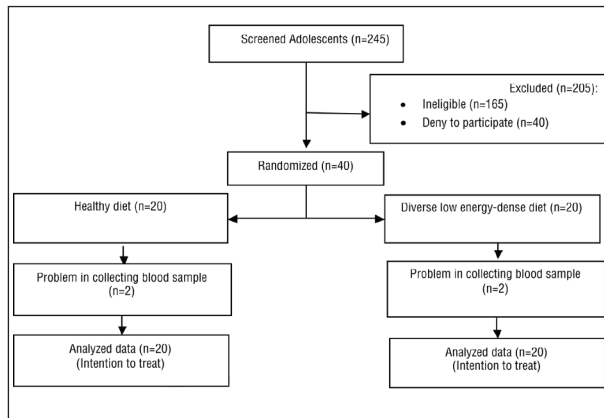 Screened Adolescents (n=245)
Excluded (n=205):
• Ineligible (n=165)
• Deny to participate (n=40)
Randomized (n=40)
Healthy diet (n=20)
Diverse low energy-dense diet (n=20)
Problem in collecting blood sample
(n=2)
Problem in collecting blood sample
(n=2)
Analyzed data (n=20)
(Intention to treat)
Analyzed data (n=20)
(Intention to treat)